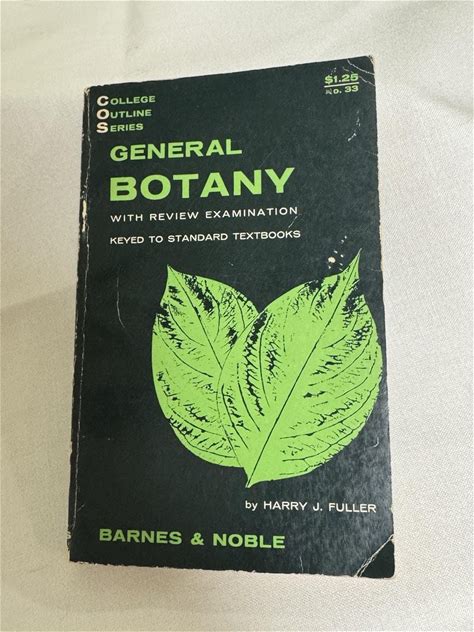 COLLEGE
OUTLINE
SERIES
$1.25
NO. 33
GENERAL
BOTANY
WITH REVIEW EXAMINATION
KEYED TO STANDARD TEXTBOOKS
by HARRY J. FULLER
BARNES & NOBLE